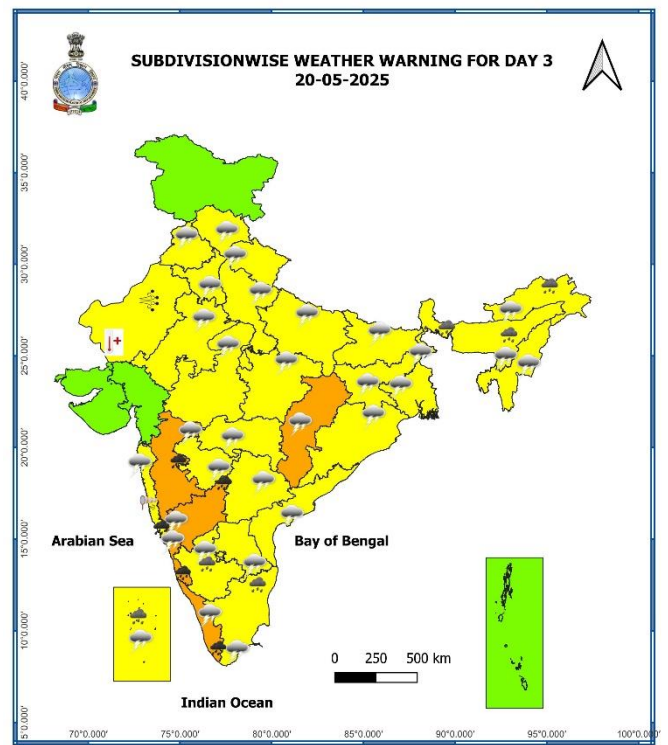 SUBDIVISIONWISE WEATHER WARNING FOR DAY 3
20-05-2025
40°0.000'
35°0.000'
30°0.000'
25°0.000'
20°0.000'
15°0.000'
10°0.000'
5°0.000'
Arabian Sea
Bay of Bengal
0 250 500 km
Indian Ocean
70°0.000' 75°0.000' 80°0.000' 85°0.000' 90°0.000' 95°0.000' 100°0.000'